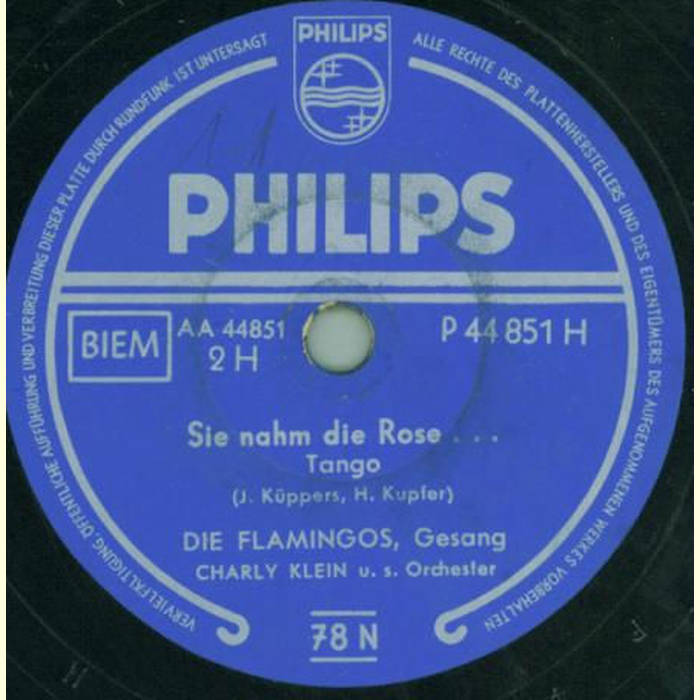 PHILIPS
ALLE RECHTE DES PLATTENHERSTELLERS UND DES EIGENTÜMERS DES AUFGENOMMENEN WERKES VORBEHALTEN
VERVIELFÄLTIGUNG, ÖFFENTLICHE AUFFÜHRUNG UND VERBREITUNG DIESER PLATTE DURCH RUNDFUNK IST UNTERSAGT
PHILIPS
BIEM
AA 44851
2 H
P 44 851 H
Sie nahm die Rose . . .
Tango
(J. Küppers, H. Kupfer)
DIE FLAMINGOS, Gesang
CHARLY KLEIN u. s. Orchester
78 N